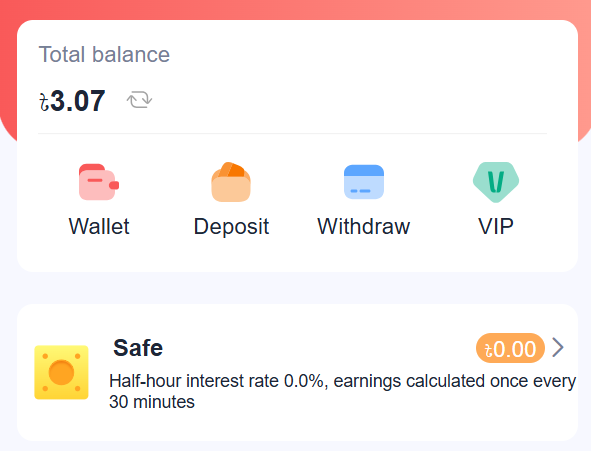 Total balance
৳3.07
Wallet Deposit Withdraw VIP
Safe ৳0.00
Half-hour interest rate 0.0%, earnings calculated once every
30 minutes